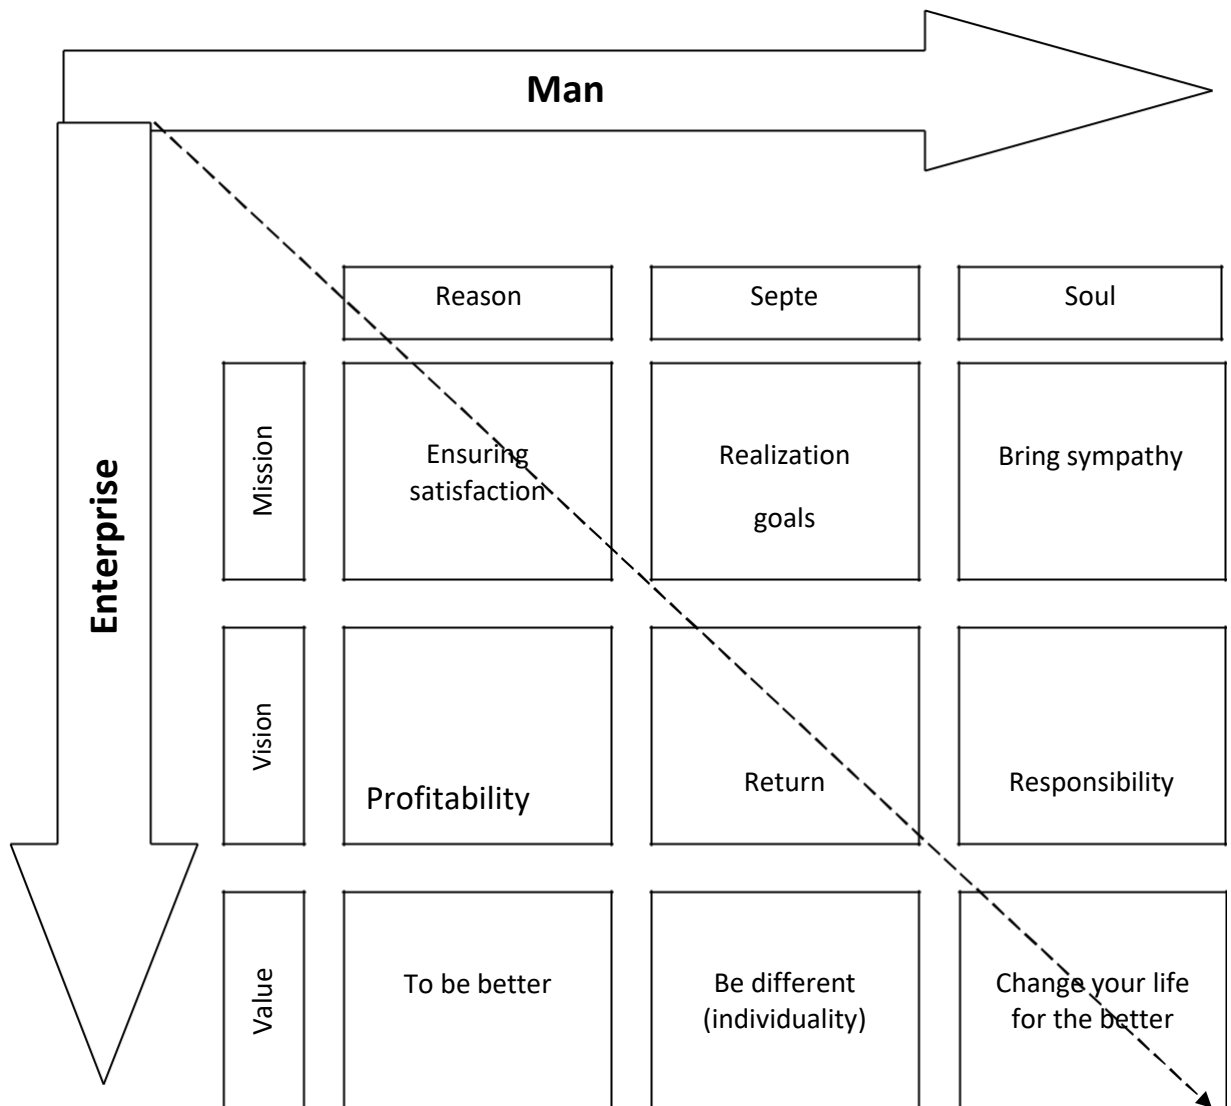 Man
Reason
Septe
Soul
Enterprise
Mission
Ensuring
satisfaction
Realization
goals
Bring sympathy
Vision
Profitability
Return
Responsibility
Value
To be better
Be different
(individuality)
Change your life
for the better